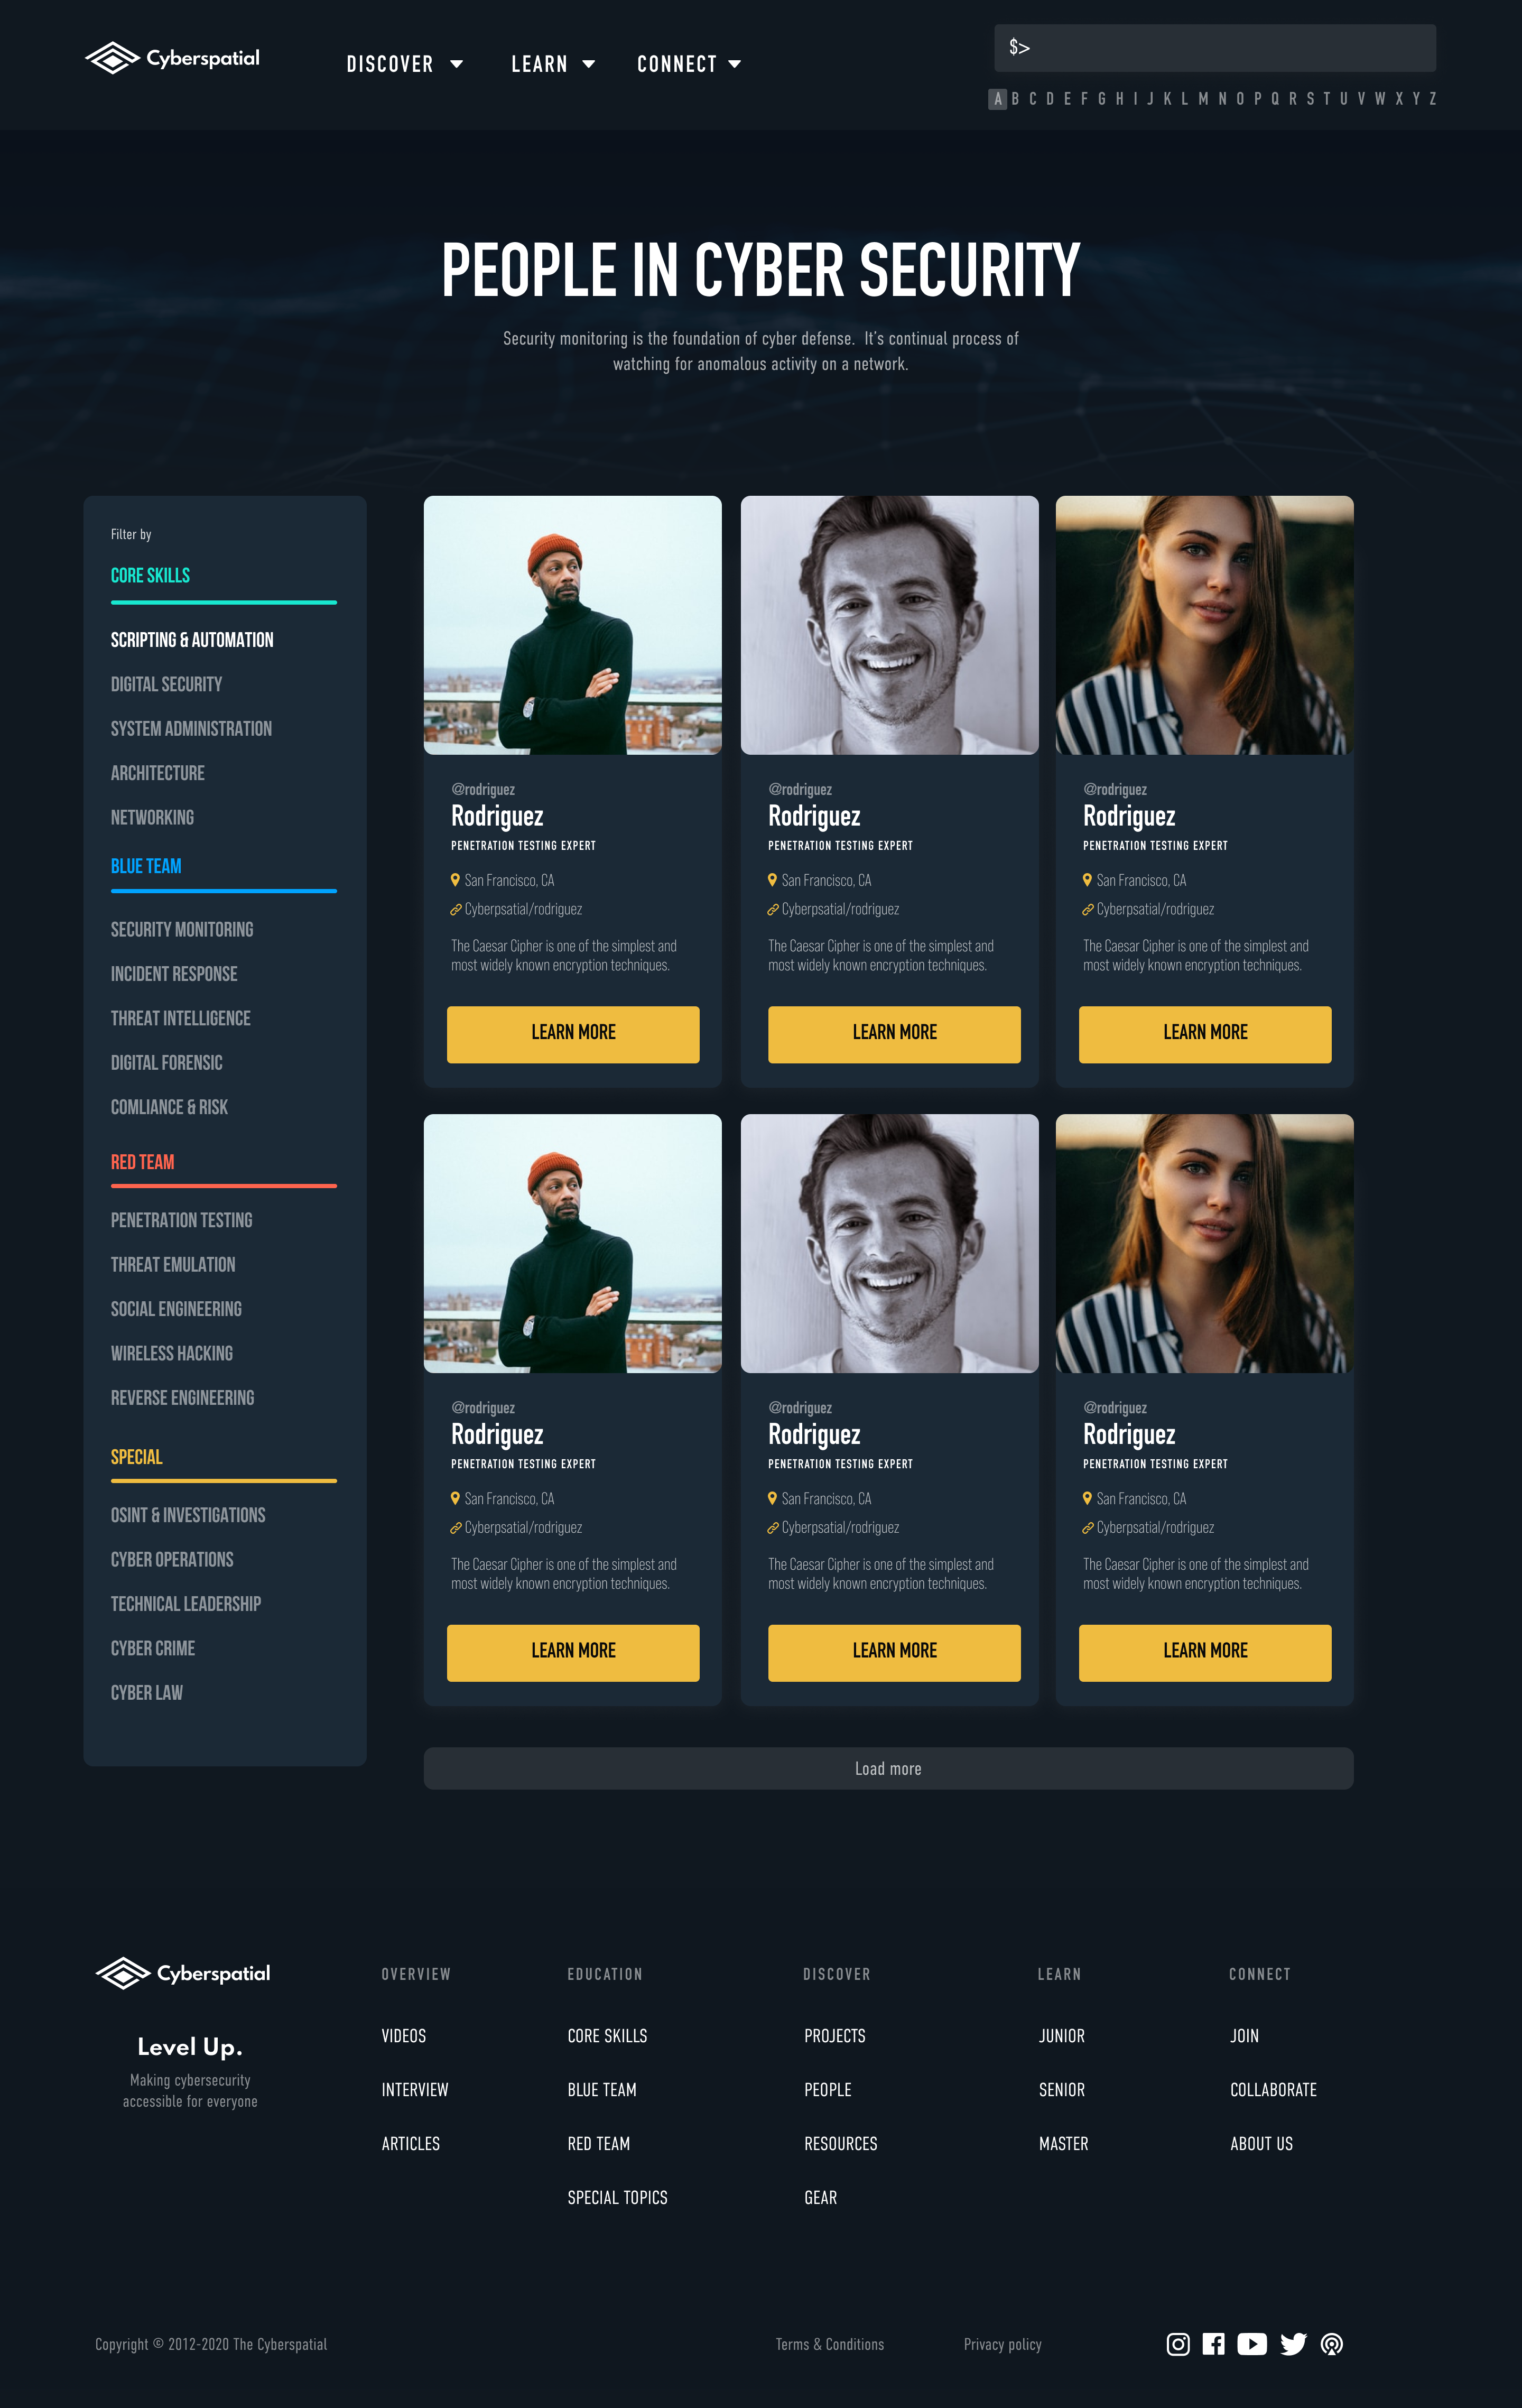 Cyberspatial
DISCOVER
LEARN
CONNECT
$>
A B C D E F G H I J K L M N O P Q R S T U V W X Y Z
PEOPLE IN CYBER SECURITY
Security monitoring is the foundation of cyber defense. It's continual process of
watching for anomalous activity on a network.
Filter by
CORE SKILLS
SCRIPTING & AUTOMATION
DIGITAL SECURITY
SYSTEM ADMINISTRATION
ARCHITECTURE
NETWORKING
BLUE TEAM
SECURITY MONITORING
INCIDENT RESPONSE
THREAT INTELLIGENCE
DIGITAL FORENSIC
COMLIANCE & RISK
RED TEAM
PENETRATION TESTING
THREAT EMULATION
SOCIAL ENGINEERING
WIRELESS HACKING
REVERSE ENGINEERING
SPECIAL
OSINT & INVESTIGATIONS
CYBER OPERATIONS
TECHNICAL LEADERSHIP
CYBER CRIME
CYBER LAW
@rodriguez
Rodriguez
PENETRATION TESTING EXPERT
San Francisco, CA
Cyberpsatial/rodriguez
The Caesar Cipher is one of the simplest and
most widely known encryption techniques.
LEARN MORE
@rodriguez
Rodriguez
PENETRATION TESTING EXPERT
San Francisco, CA
Cyberpsatial/rodriguez
The Caesar Cipher is one of the simplest and
most widely known encryption techniques.
LEARN MORE
@rodriguez
Rodriguez
PENETRATION TESTING EXPERT
San Francisco, CA
Cyberpsatial/rodriguez
The Caesar Cipher is one of the simplest and
most widely known encryption techniques.
LEARN MORE
@rodriguez
Rodriguez
PENETRATION TESTING EXPERT
San Francisco, CA
Cyberpsatial/rodriguez
The Caesar Cipher is one of the simplest and
most widely known encryption techniques.
LEARN MORE
@rodriguez
Rodriguez
PENETRATION TESTING EXPERT
San Francisco, CA
Cyberpsatial/rodriguez
The Caesar Cipher is one of the simplest and
most widely known encryption techniques.
LEARN MORE
@rodriguez
Rodriguez
PENETRATION TESTING EXPERT
San Francisco, CA
Cyberpsatial/rodriguez
The Caesar Cipher is one of the simplest and
most widely known encryption techniques.
LEARN MORE
Load more
Cyberspatial
Level Up.
Making cybersecurity
accessible for everyone
OVERVIEW
VIDEOS
INTERVIEW
ARTICLES
EDUCATION
CORE SKILLS
BLUE TEAM
RED TEAM
SPECIAL TOPICS
DISCOVER
PROJECTS
PEOPLE
RESOURCES
GEAR
LEARN
JUNIOR
SENIOR
MASTER
CONNECT
JOIN
COLLABORATE
ABOUT US
Copyright © 2012-2020 The Cyberspatial
Terms & Conditions
Privacy policy